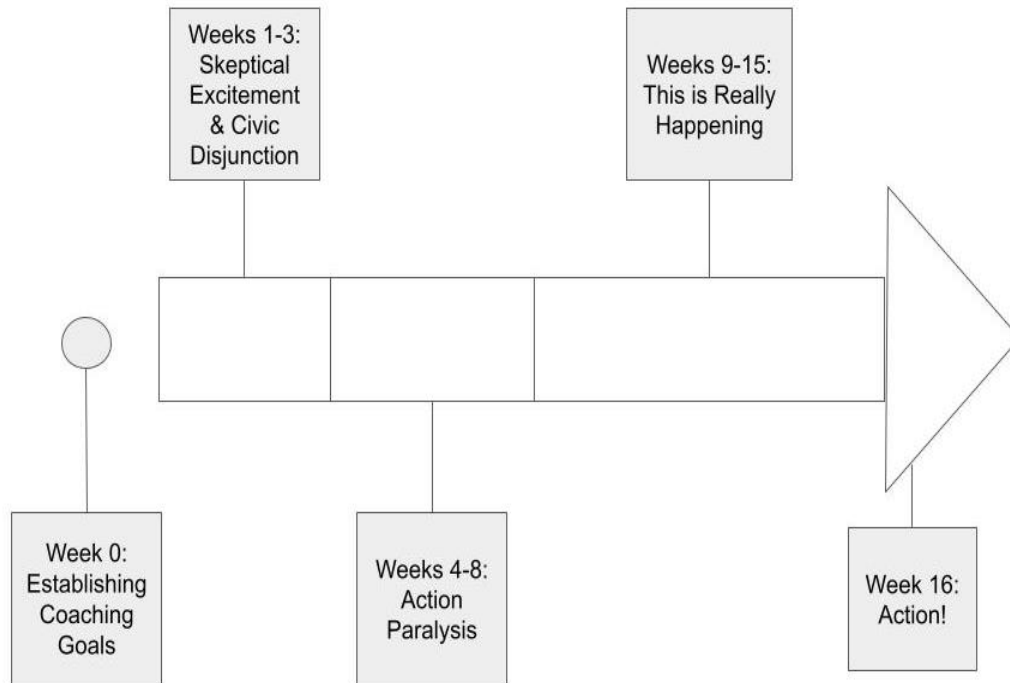 Weeks 1-3:
Skeptical
Excitement
& Civic
Disjunction
Weeks 9-15:
This is Really
Happening
Week 0:
Establishing
Coaching
Goals
Weeks 4-8:
Action
Paralysis
Week 16:
Action!